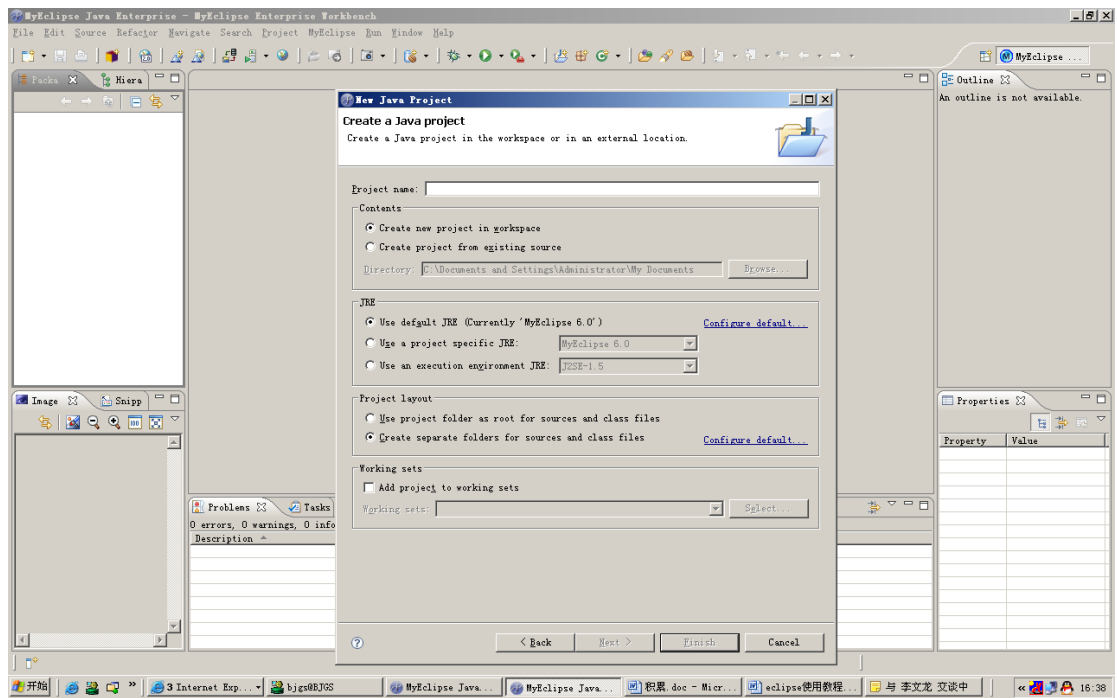 MyEclipse Java Enterprise - MyEclipse Enterprise Workbench
File Edit Source Refactor Navigate Search Project MyEclipse Run Window Help
MyEclipse ...
Packa Hiera
Outline
An outline is not available.
New Java Project
Create a Java project
Create a Java project in the workspace or in an external location.
Project name:
Contents
Create new project in workspace
Create project from existing source
Directory: C:\Documents and Settings\Administrator\My Documents Browse...
JRE
Use default JRE (Currently 'MyEclipse 6.0') Configure default...
Use a project specific JRE: MyEclipse 6.0
Use an execution environment JRE: J2SE-1.5
Project layout
Use project folder as root for sources and class files
Create separate folders for sources and class files Configure default...
Working sets
Add project to working sets
Working sets: Select...
< Back Next > Finish Cancel
Image Snipp
Problems Tasks
0 errors, 0 warnings, 0 info
Description
Properties
Property Value
开始 3 Internet Exp... bjgs@BJGS MyEclipse Java... MyEclipse Java... 积累.doc - Micr... eclipse使用教程... 与 李文龙 交谈中 16:38